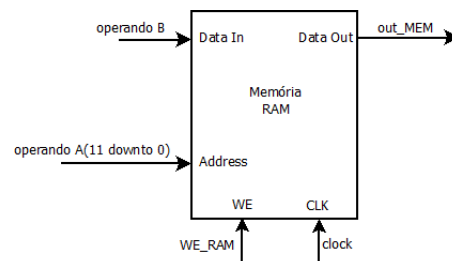 operando B
out_MEM
Data In
Data Out
Memória
RAM
operando A(11 downto 0)
Address
WE
CLK
WE_RAM
clock